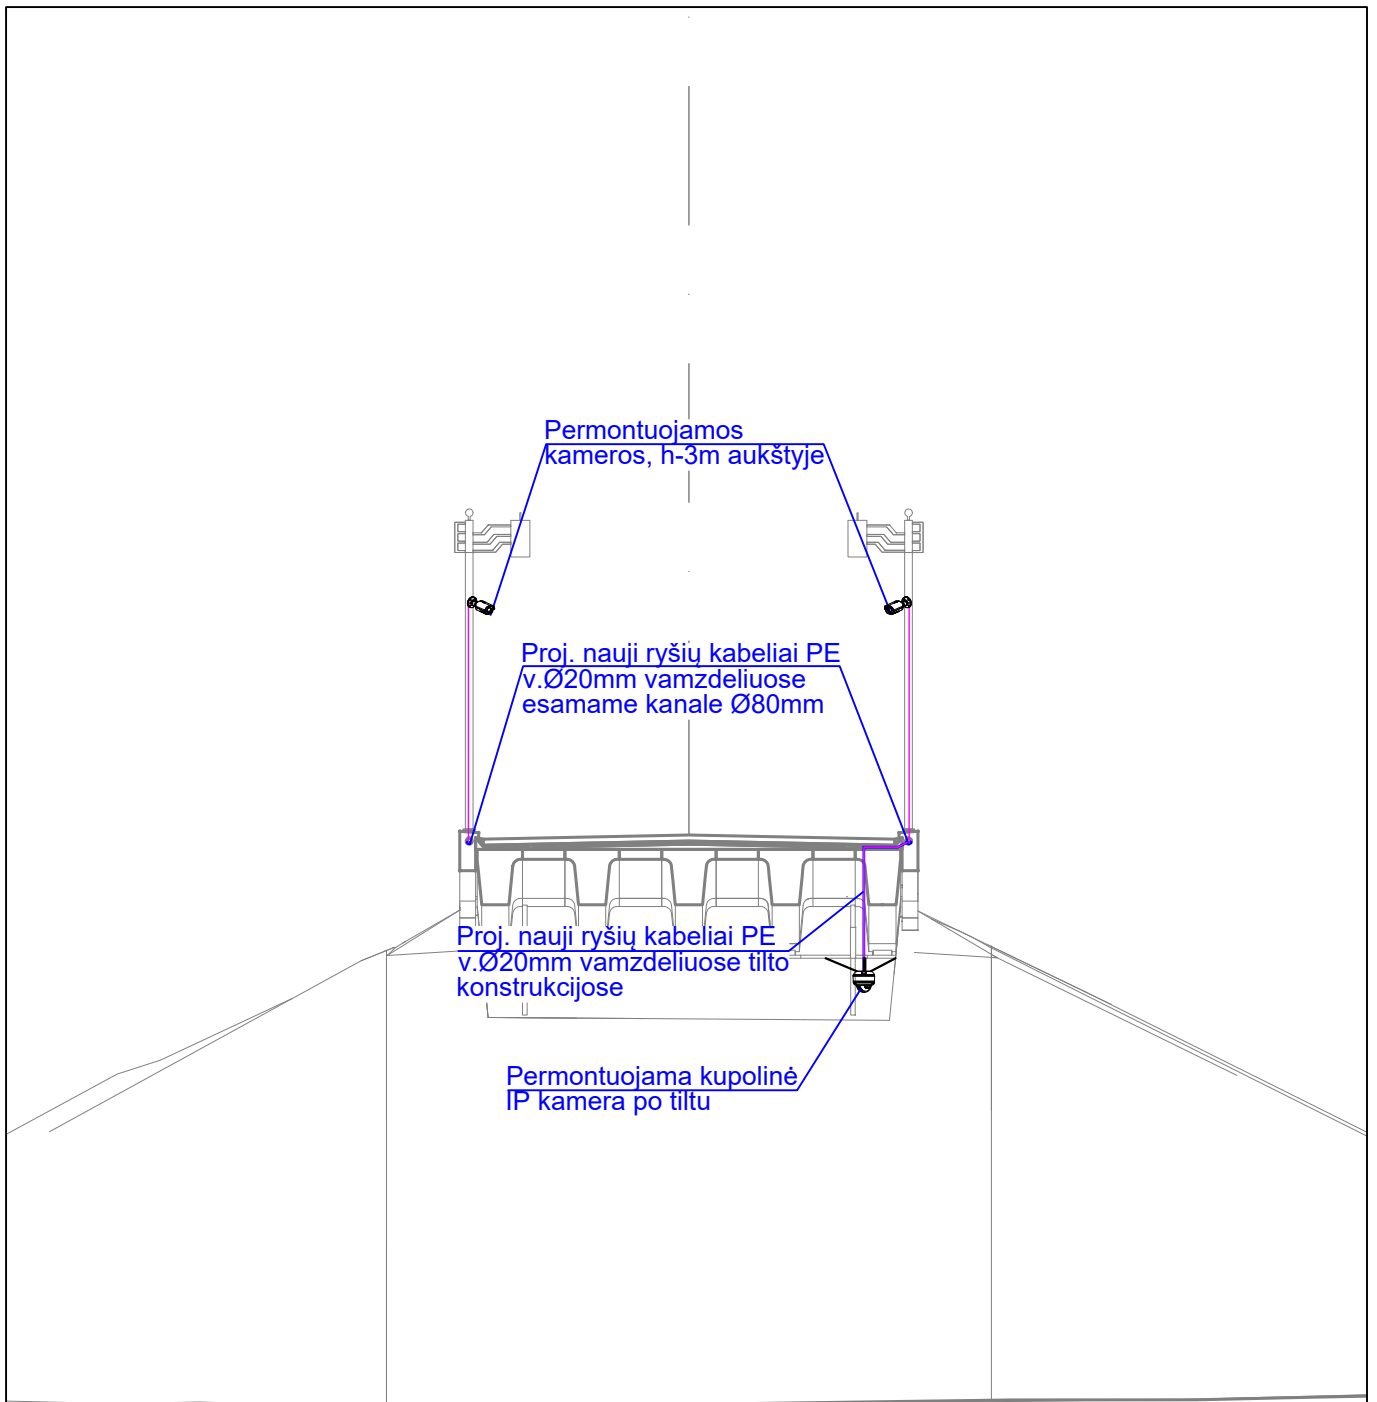 Permontuojamos
kameros, h-3m aukštyje
Proj. nauji ryšių kabeliai PE
v.Ø20mm vamzdeliuose
esamame kanale Ø80mm
Proj. nauji ryšių kabeliai PE
v.Ø20mm vamzdeliuose tilto
konstrukcijose
Permontuojama kupolinė
IP kamera po tiltu